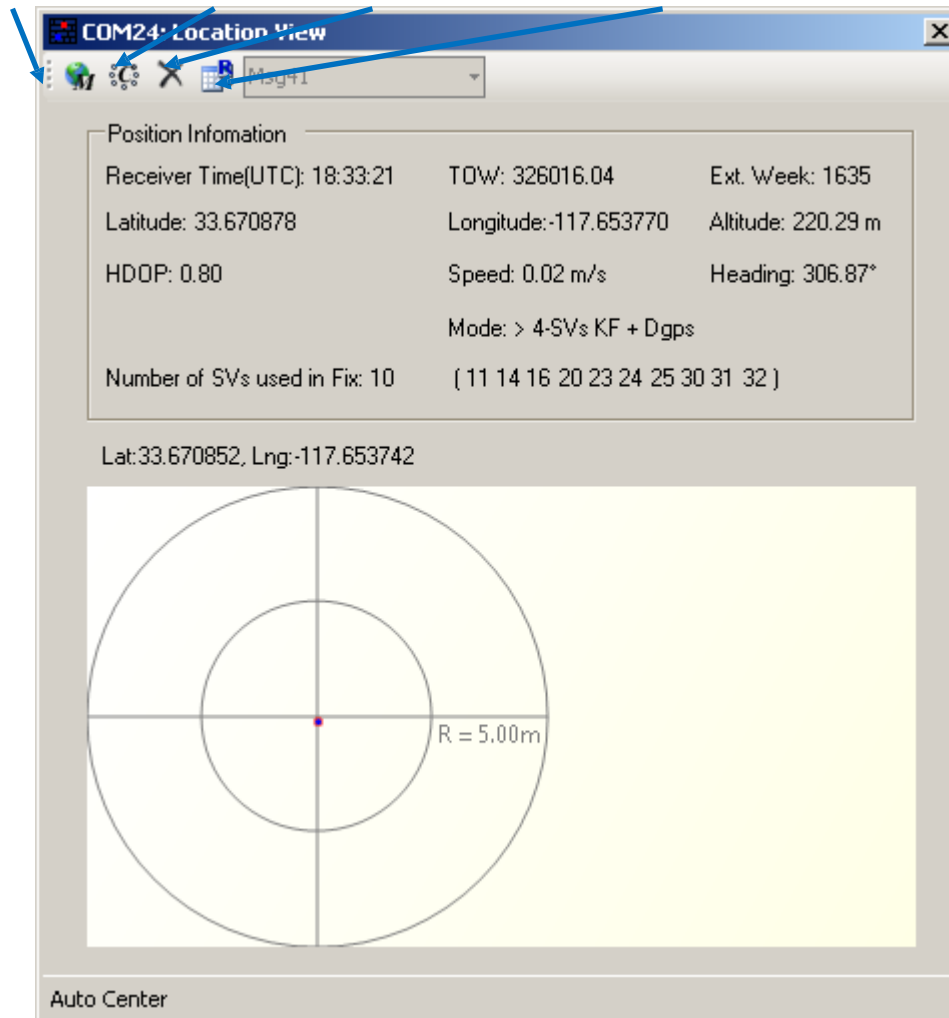 COM24: Location View
Msg41
Position Infomation
Receiver Time(UTC): 18:33:21 TOW: 326016.04 Ext. Week: 1635
Latitude: 33.670878 Longitude:-117.653770 Altitude: 220.29 m
HDOP: 0.80 Speed: 0.02 m/s Heading: 306.87°
Mode: > 4-SVs KF + Dgps
Number of SVs used in Fix: 10 ( 11 14 16 20 23 24 25 30 31 32 )
Lat:33.670852, Lng:-117.653742
R = 5.00m
Auto Center